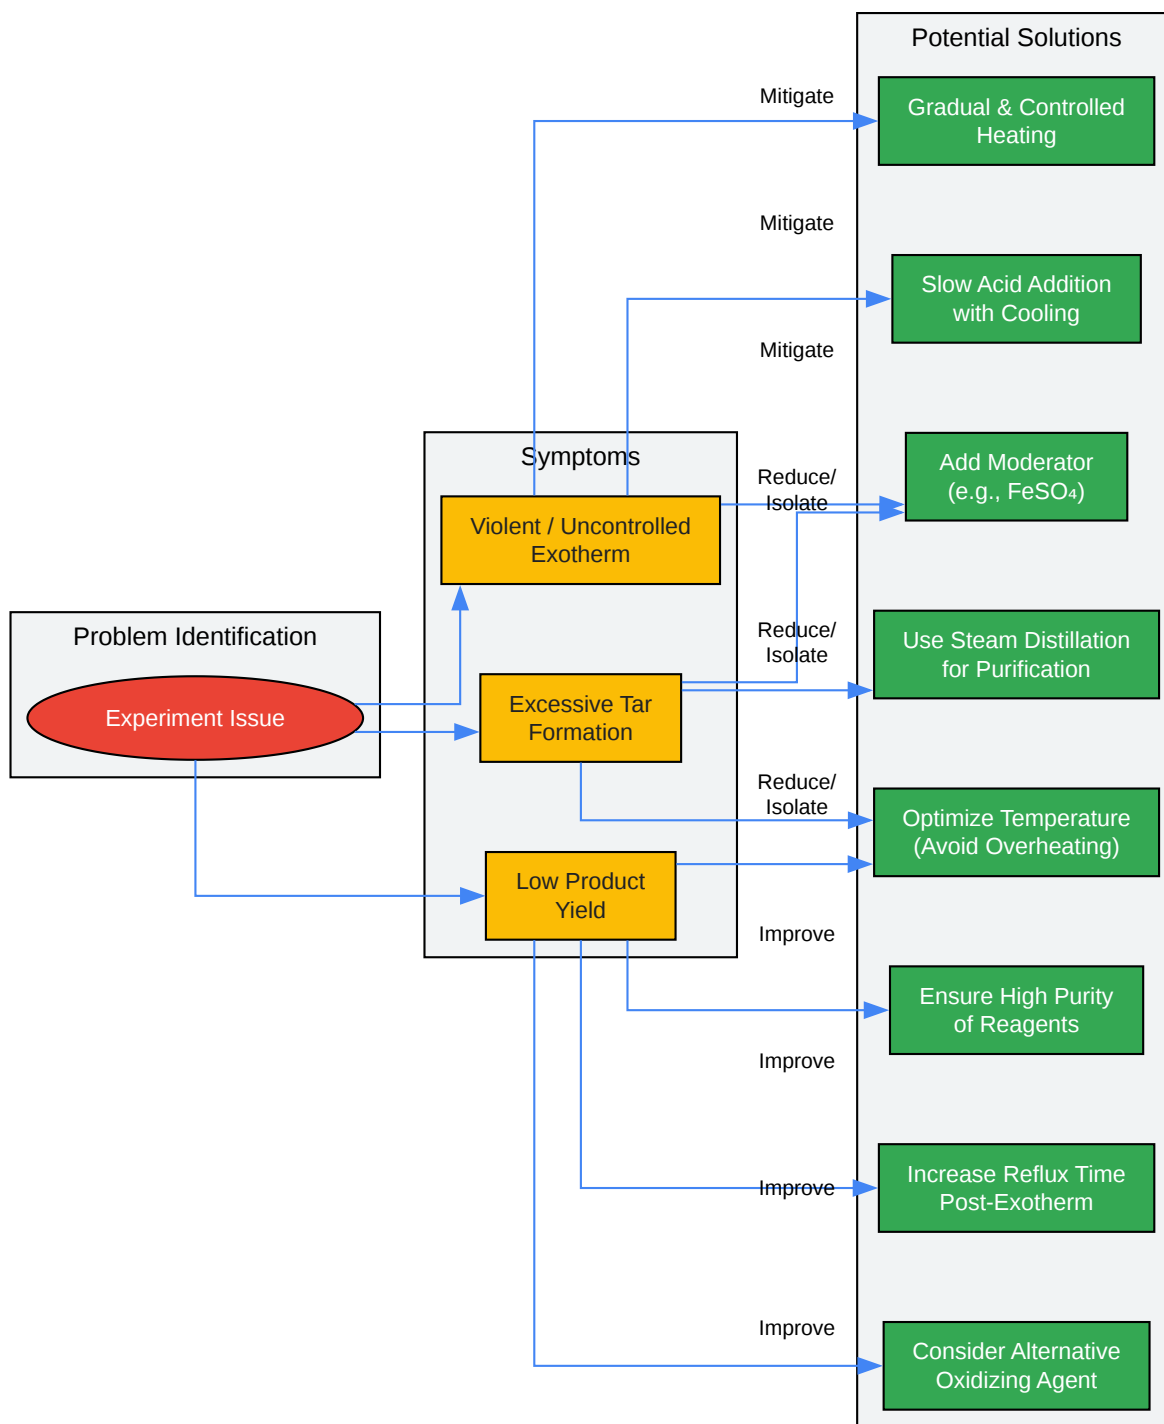 Problem Identification
Experiment Issue
Symptoms
Violent / Uncontrolled
Exotherm
Excessive Tar
Formation
Low Product
Yield
Mitigate
Mitigate
Mitigate
Reduce/
Isolate
Reduce/
Isolate
Reduce/
Isolate
Improve
Improve
Improve
Improve
Potential Solutions
Gradual & Controlled
Heating
Slow Acid Addition
with Cooling
Add Moderator
(e.g., FeSO₄)
Use Steam Distillation
for Purification
Optimize Temperature
(Avoid Overheating)
Ensure High Purity
of Reagents
Increase Reflux Time
Post-Exotherm
Consider Alternative
Oxidizing Agent